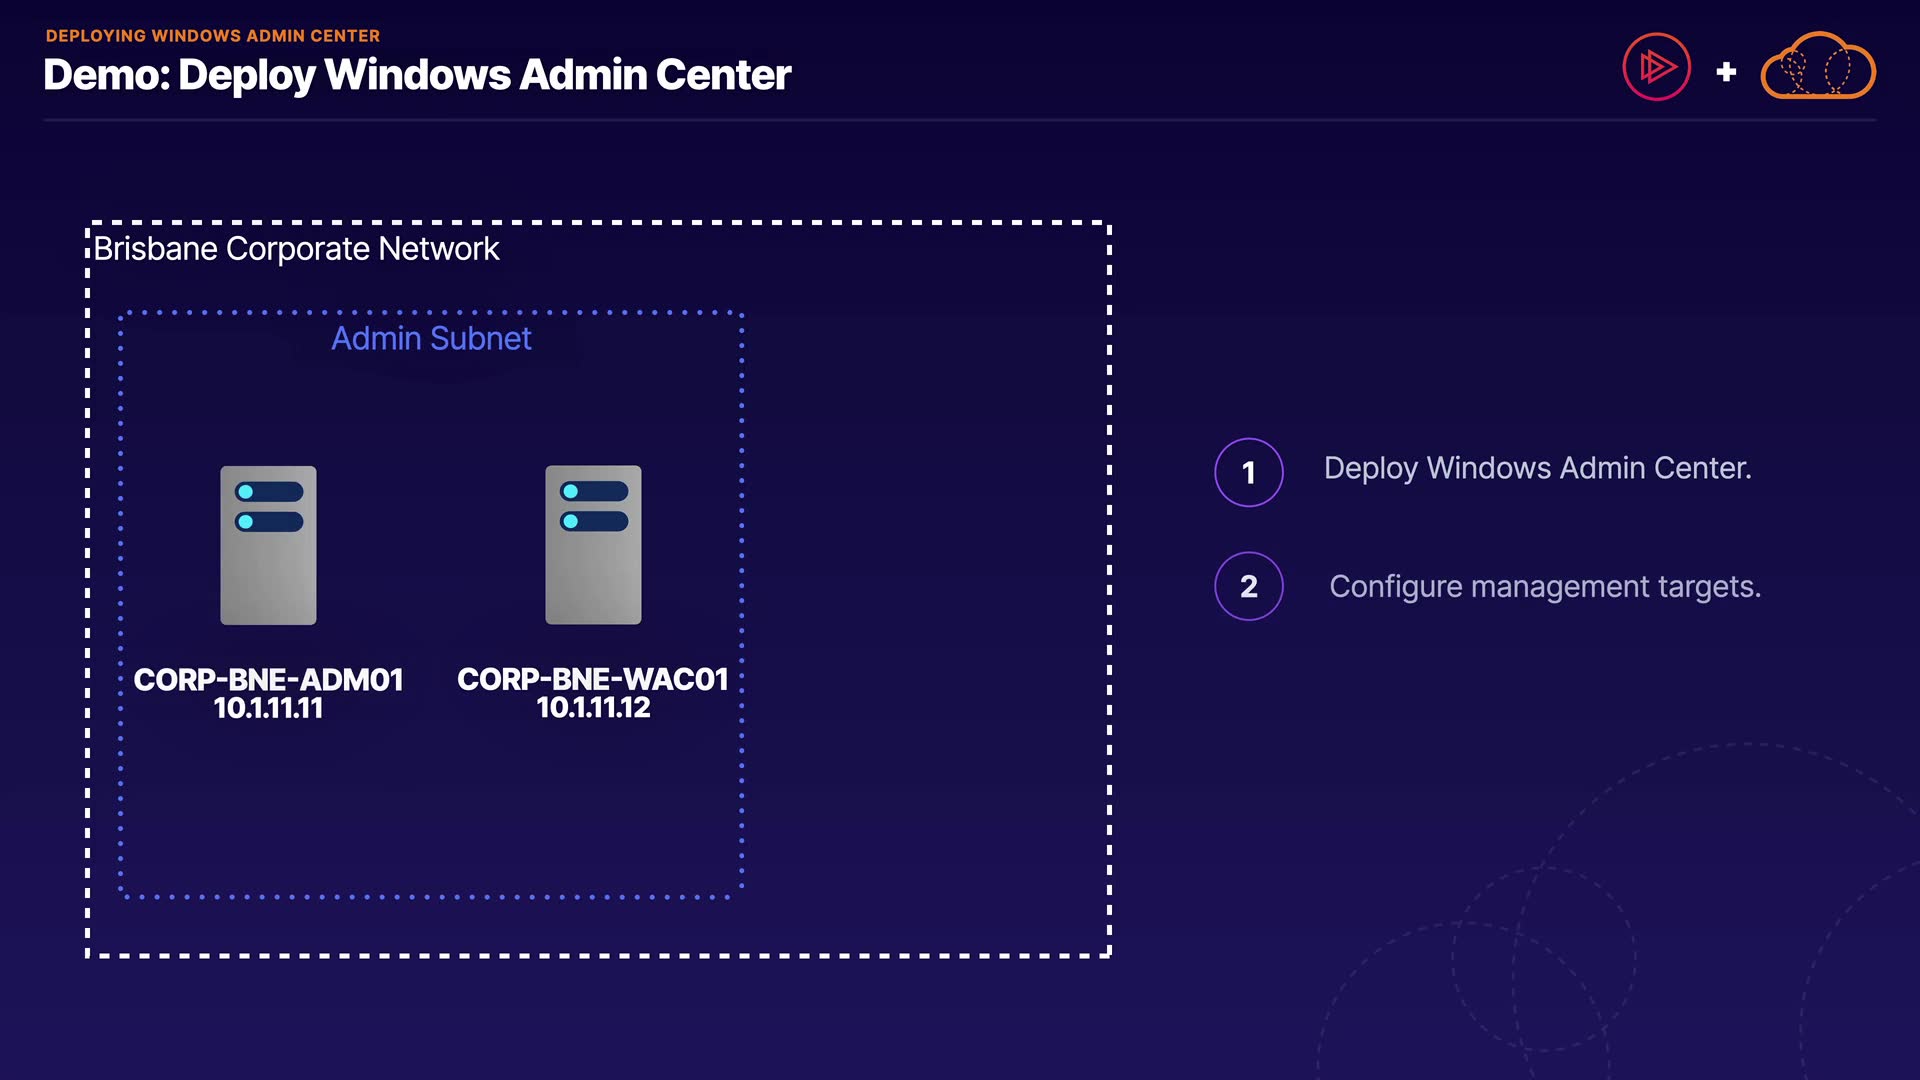 DEPLOYING WINDOWS ADMIN CENTER
Demo: Deploy Windows Admin Center
+
Brisbane Corporate Network
Admin Subnet
CORP-BNE-ADM01
10.1.11.11
CORP-BNE-WAC01
10.1.11.12
1
Deploy Windows Admin Center.
2
Configure management targets.